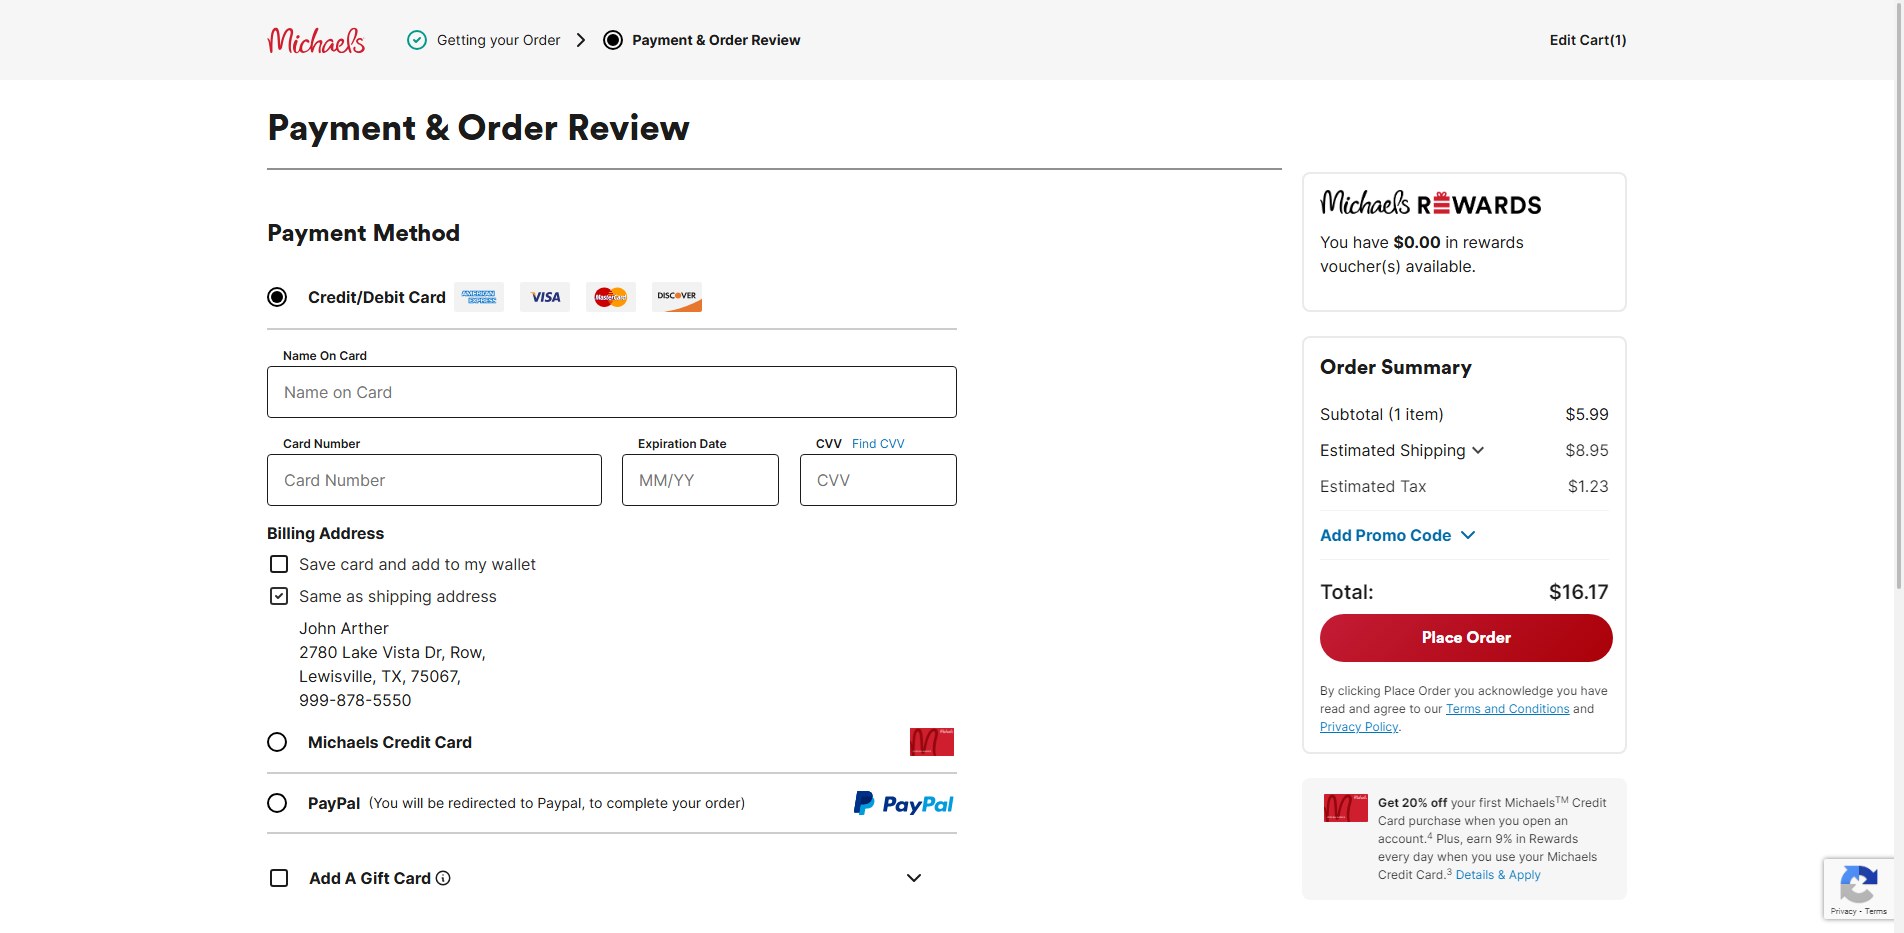 Michaels
Getting your Order
Payment & Order Review
Edit Cart(1)
Payment & Order Review
Payment Method
Credit/Debit Card
AMERICAN EXPRESS
VISA
MasterCard
DISCOVER
Name On Card
Name on Card
Card Number
Expiration Date
CVV Find CVV
Card Number
MM/YY
CVV
Billing Address
Save card and add to my wallet
Same as shipping address
John Arther
2780 Lake Vista Dr, Row,
Lewisville, TX, 75067,
999-878-5550
Michaels Credit Card
PayPal (You will be redirected to Paypal, to complete your order)
PayPal
Add A Gift Card
Michaels REWARDS
You have $0.00 in rewards
voucher(s) available.
Order Summary
Subtotal (1 item) $5.99
Estimated Shipping $8.95
Estimated Tax $1.23
Add Promo Code
Total: $16.17
Place Order
By clicking Place Order you acknowledge you have
read and agree to our Terms and Conditions and
Privacy Policy.
Get 20% off your first Michaels™ Credit
Card purchase when you open an
account.⁴ Plus, earn 9% in Rewards
every day when you use your Michaels
Credit Card.³ Details & Apply
Privacy - Terms